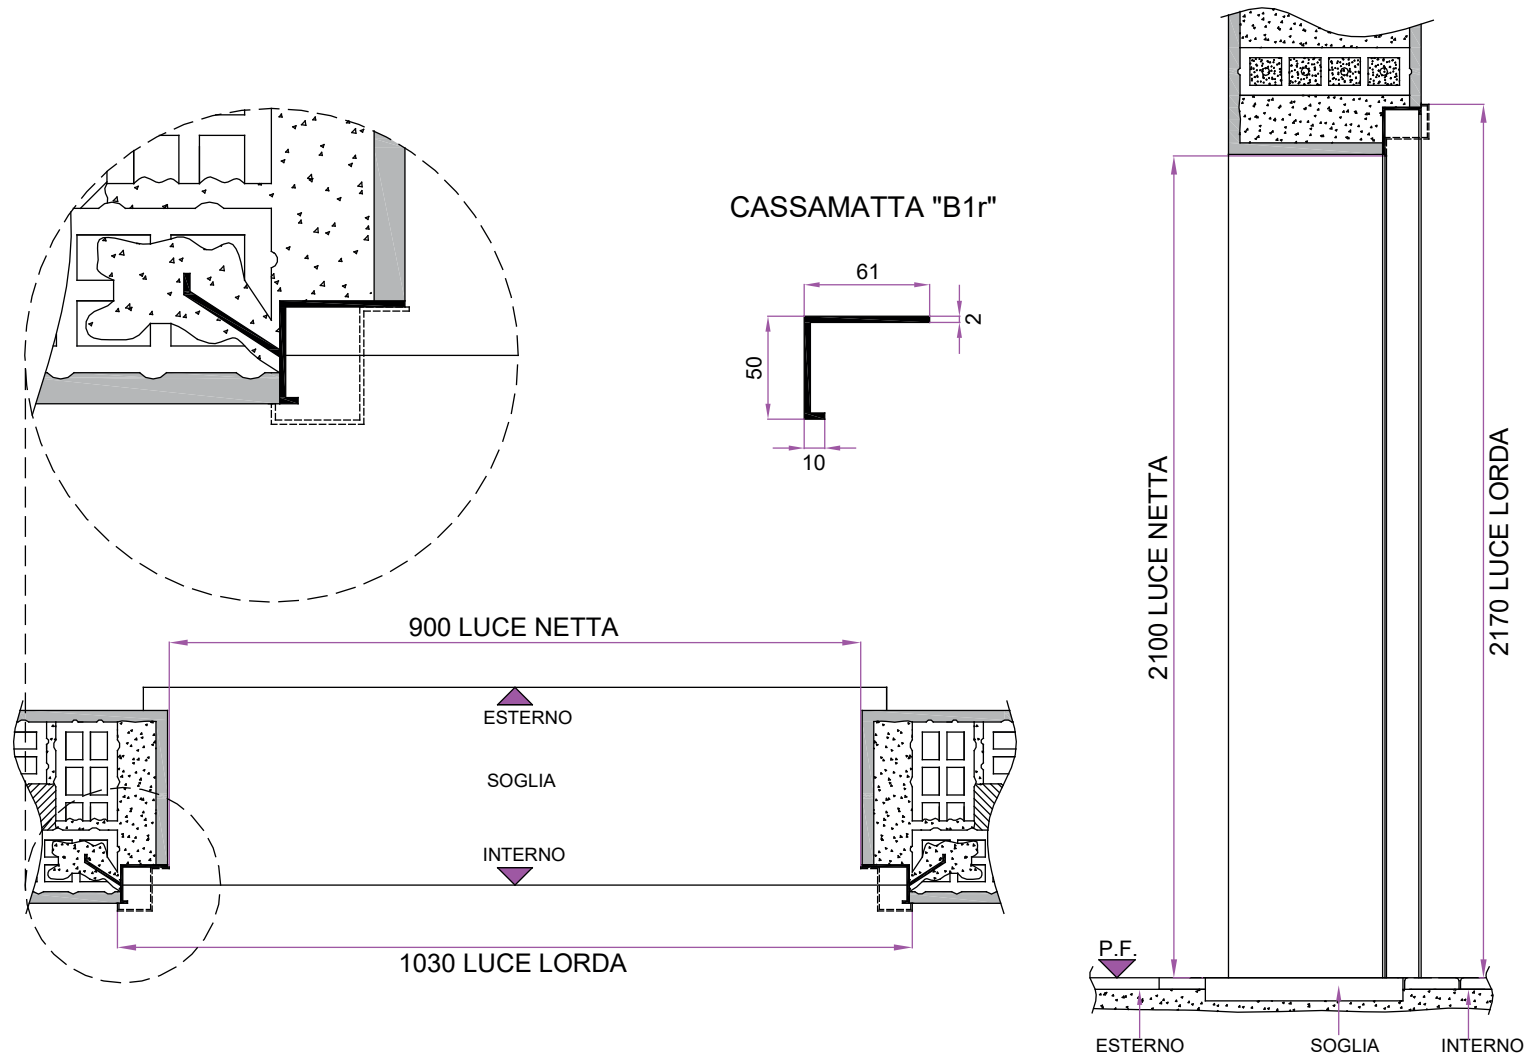 CASSAMATTA "B1r"
61
2
50
10
2100 LUCE NETTA
2170 LUCE LORDA
900 LUCE NETTA
ESTERNO
SOGLIA
INTERNO
1030 LUCE LORDA
P.F.
ESTERNO
SOGLIA
INTERNO